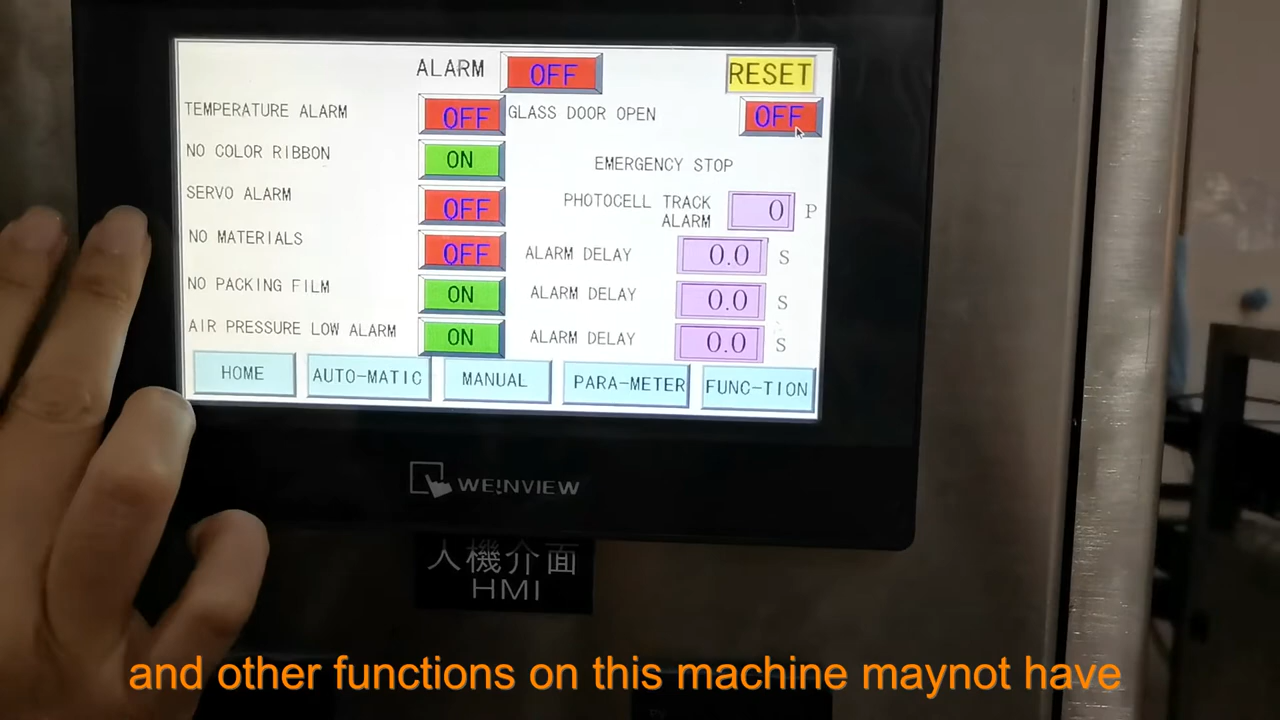 ALARM OFF RESET
TEMPERATURE ALARM OFF GLASS DOOR OPEN OFF
NO COLOR RIBBON ON EMERGENCY STOP
SERVO ALARM OFF PHOTOCELL TRACK ALARM 0 P
NO MATERIALS OFF ALARM DELAY 0.0 S
NO PACKING FILM ON ALARM DELAY 0.0 S
AIR PRESSURE LOW ALARM ON ALARM DELAY 0.0 S
HOME AUTO-MATIC MANUAL PARA-METER FUNC-TION
WE!NVIEW
人機介面
HMI
and other functions on this machine maynot have